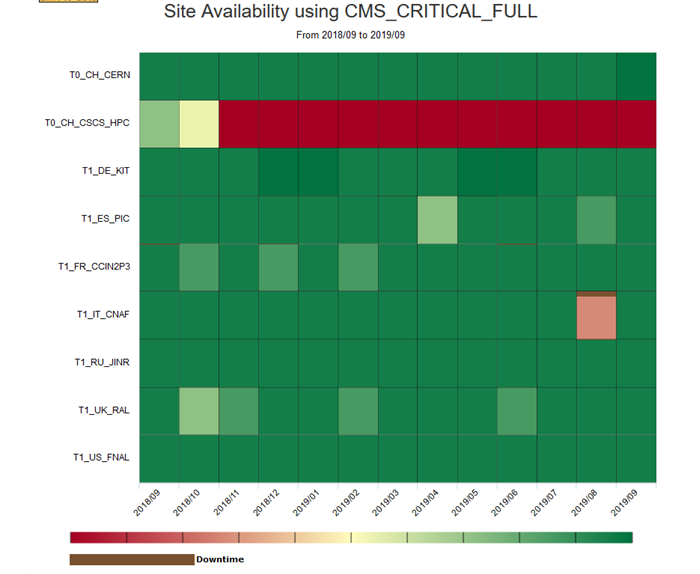 Site Availability using CMS_CRITICAL_FULL
From 2018/09 to 2019/09
T0_CH_CERN
T0_CH_CSCS_HPC
T1_DE_KIT
T1_ES_PIC
T1_FR_CCIN2P3
T1_IT_CNAF
T1_RU_JINR
T1_UK_RAL
T1_US_FNAL
2018/09 2018/10 2018/11 2018/12 2019/01 2019/02 2019/03 2019/04 2019/05 2019/06 2019/07 2019/08 2019/09
Downtime